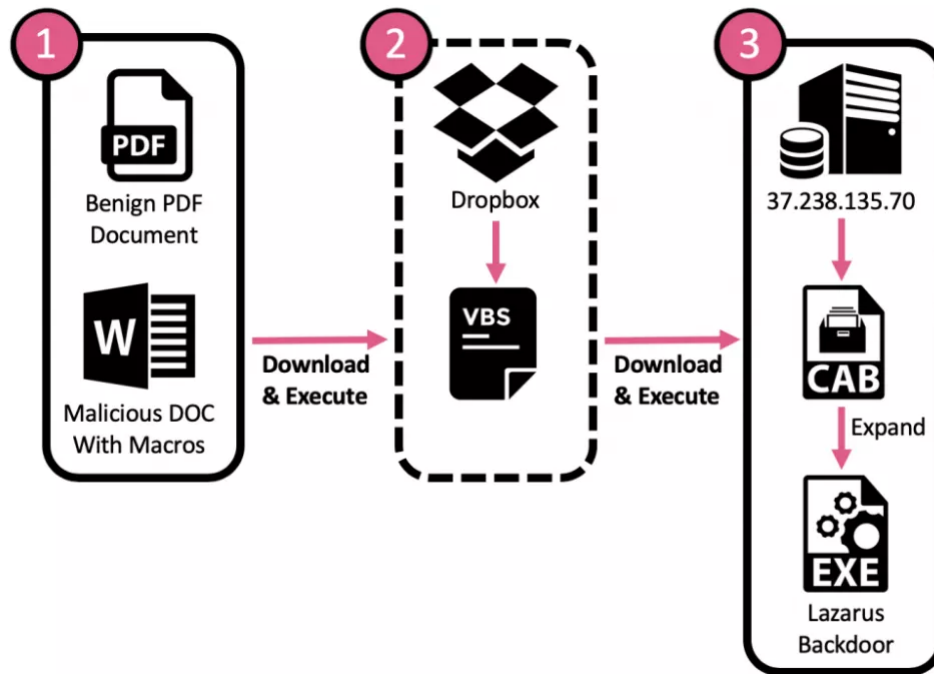 1
PDF
Benign PDF
Document
W
Malicious DOC
With Macros
Download
& Execute
2
Dropbox
VBS
Download
& Execute
3
37.238.135.70
CAB
Expand
EXE
Lazarus
Backdoor